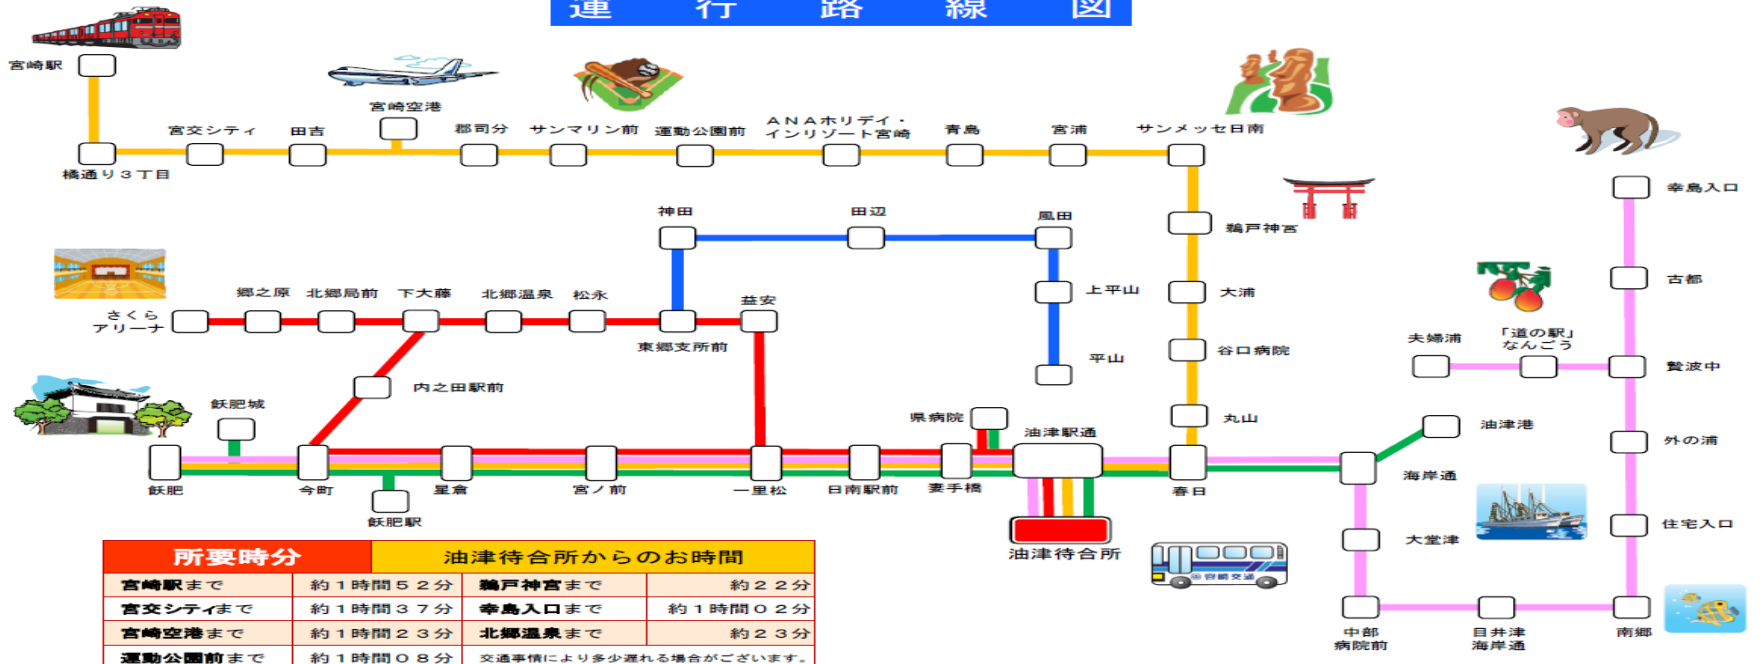 運行路線図
宮崎駅
宮崎空港
宮交シティ
田吉
郡司分
サンマリン前
運動公園前
ANAホリデイ・
インリゾート宮崎
青島
宮浦
サンメッセ日南
橘通り3丁目
幸島入口
神田
田辺
風田
鵜戸神宮
古都
郷之原
北郷局前
下大藤
北郷温泉
松永
益安
上平山
大浦
さくら
アリーナ
東郷支所前
夫婦浦
「道の駅」
なんごう
谷口病院
平山
鷲波中
内之田駅前
飫肥城
県病院
油津駅通
丸山
油津港
外の浦
飫肥
今町
星倉
宮ノ前
一里松
日南駅前
妻手橋
春日
海岸通
飫肥駅
住宅入口
大堂津
油津待合所
宮崎交通
中部
病院前
目井津
海岸通
南郷
所要時分 油津待合所からのお時間
宮崎駅まで 約1時間52分 鵜戸神宮まで 約22分
宮交シティまで 約1時間37分 幸島入口まで 約1時間02分
宮崎空港まで 約1時間23分 北郷温泉まで 約23分
運動公園前まで 約1時間08分 交通事情により多少遅れる場合がございます。